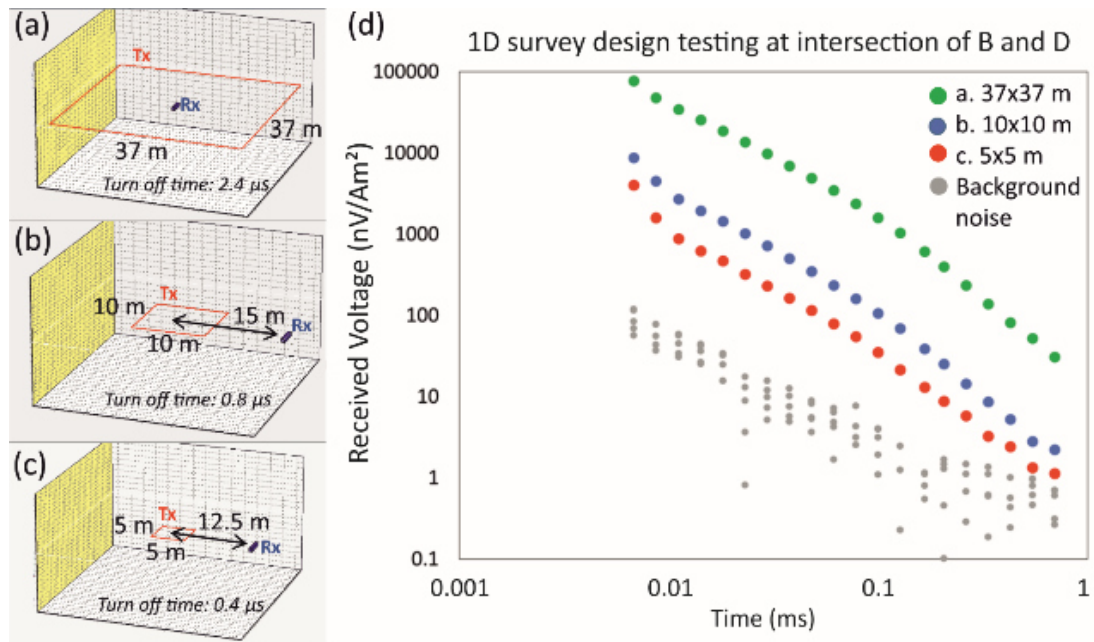 (a)
Tx
Rx
37 m
37 m
Turn off time: 2.4 µs
(b)
Tx
10 m
15 m
Rx
10 m
Turn off time: 0.8 µs
(c)
Tx
5 m
12.5 m
Rx
5 m
Turn off time: 0.4 µs
(d)
1D survey design testing at intersection of B and D
Received Voltage (nV/Am²)
100000
10000
1000
100
10
1
0.1
a. 37x37 m
b. 10x10 m
c. 5x5 m
Background
noise
0.001
0.01
0.1
1
Time (ms)